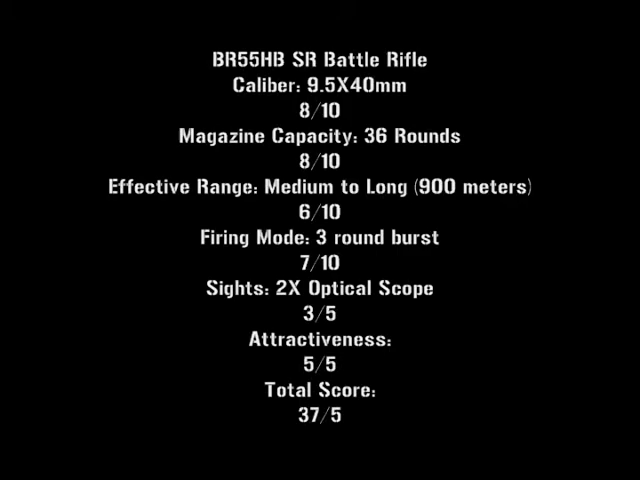 BR55HB SR Battle Rifle
Caliber: 9.5X40mm
8/10
Magazine Capacity: 36 Rounds
8/10
Effective Range: Medium to Long (900 meters)
6/10
Firing Mode: 3 round burst
7/10
Sights: 2X Optical Scope
3/5
Attractiveness:
5/5
Total Score:
37/5